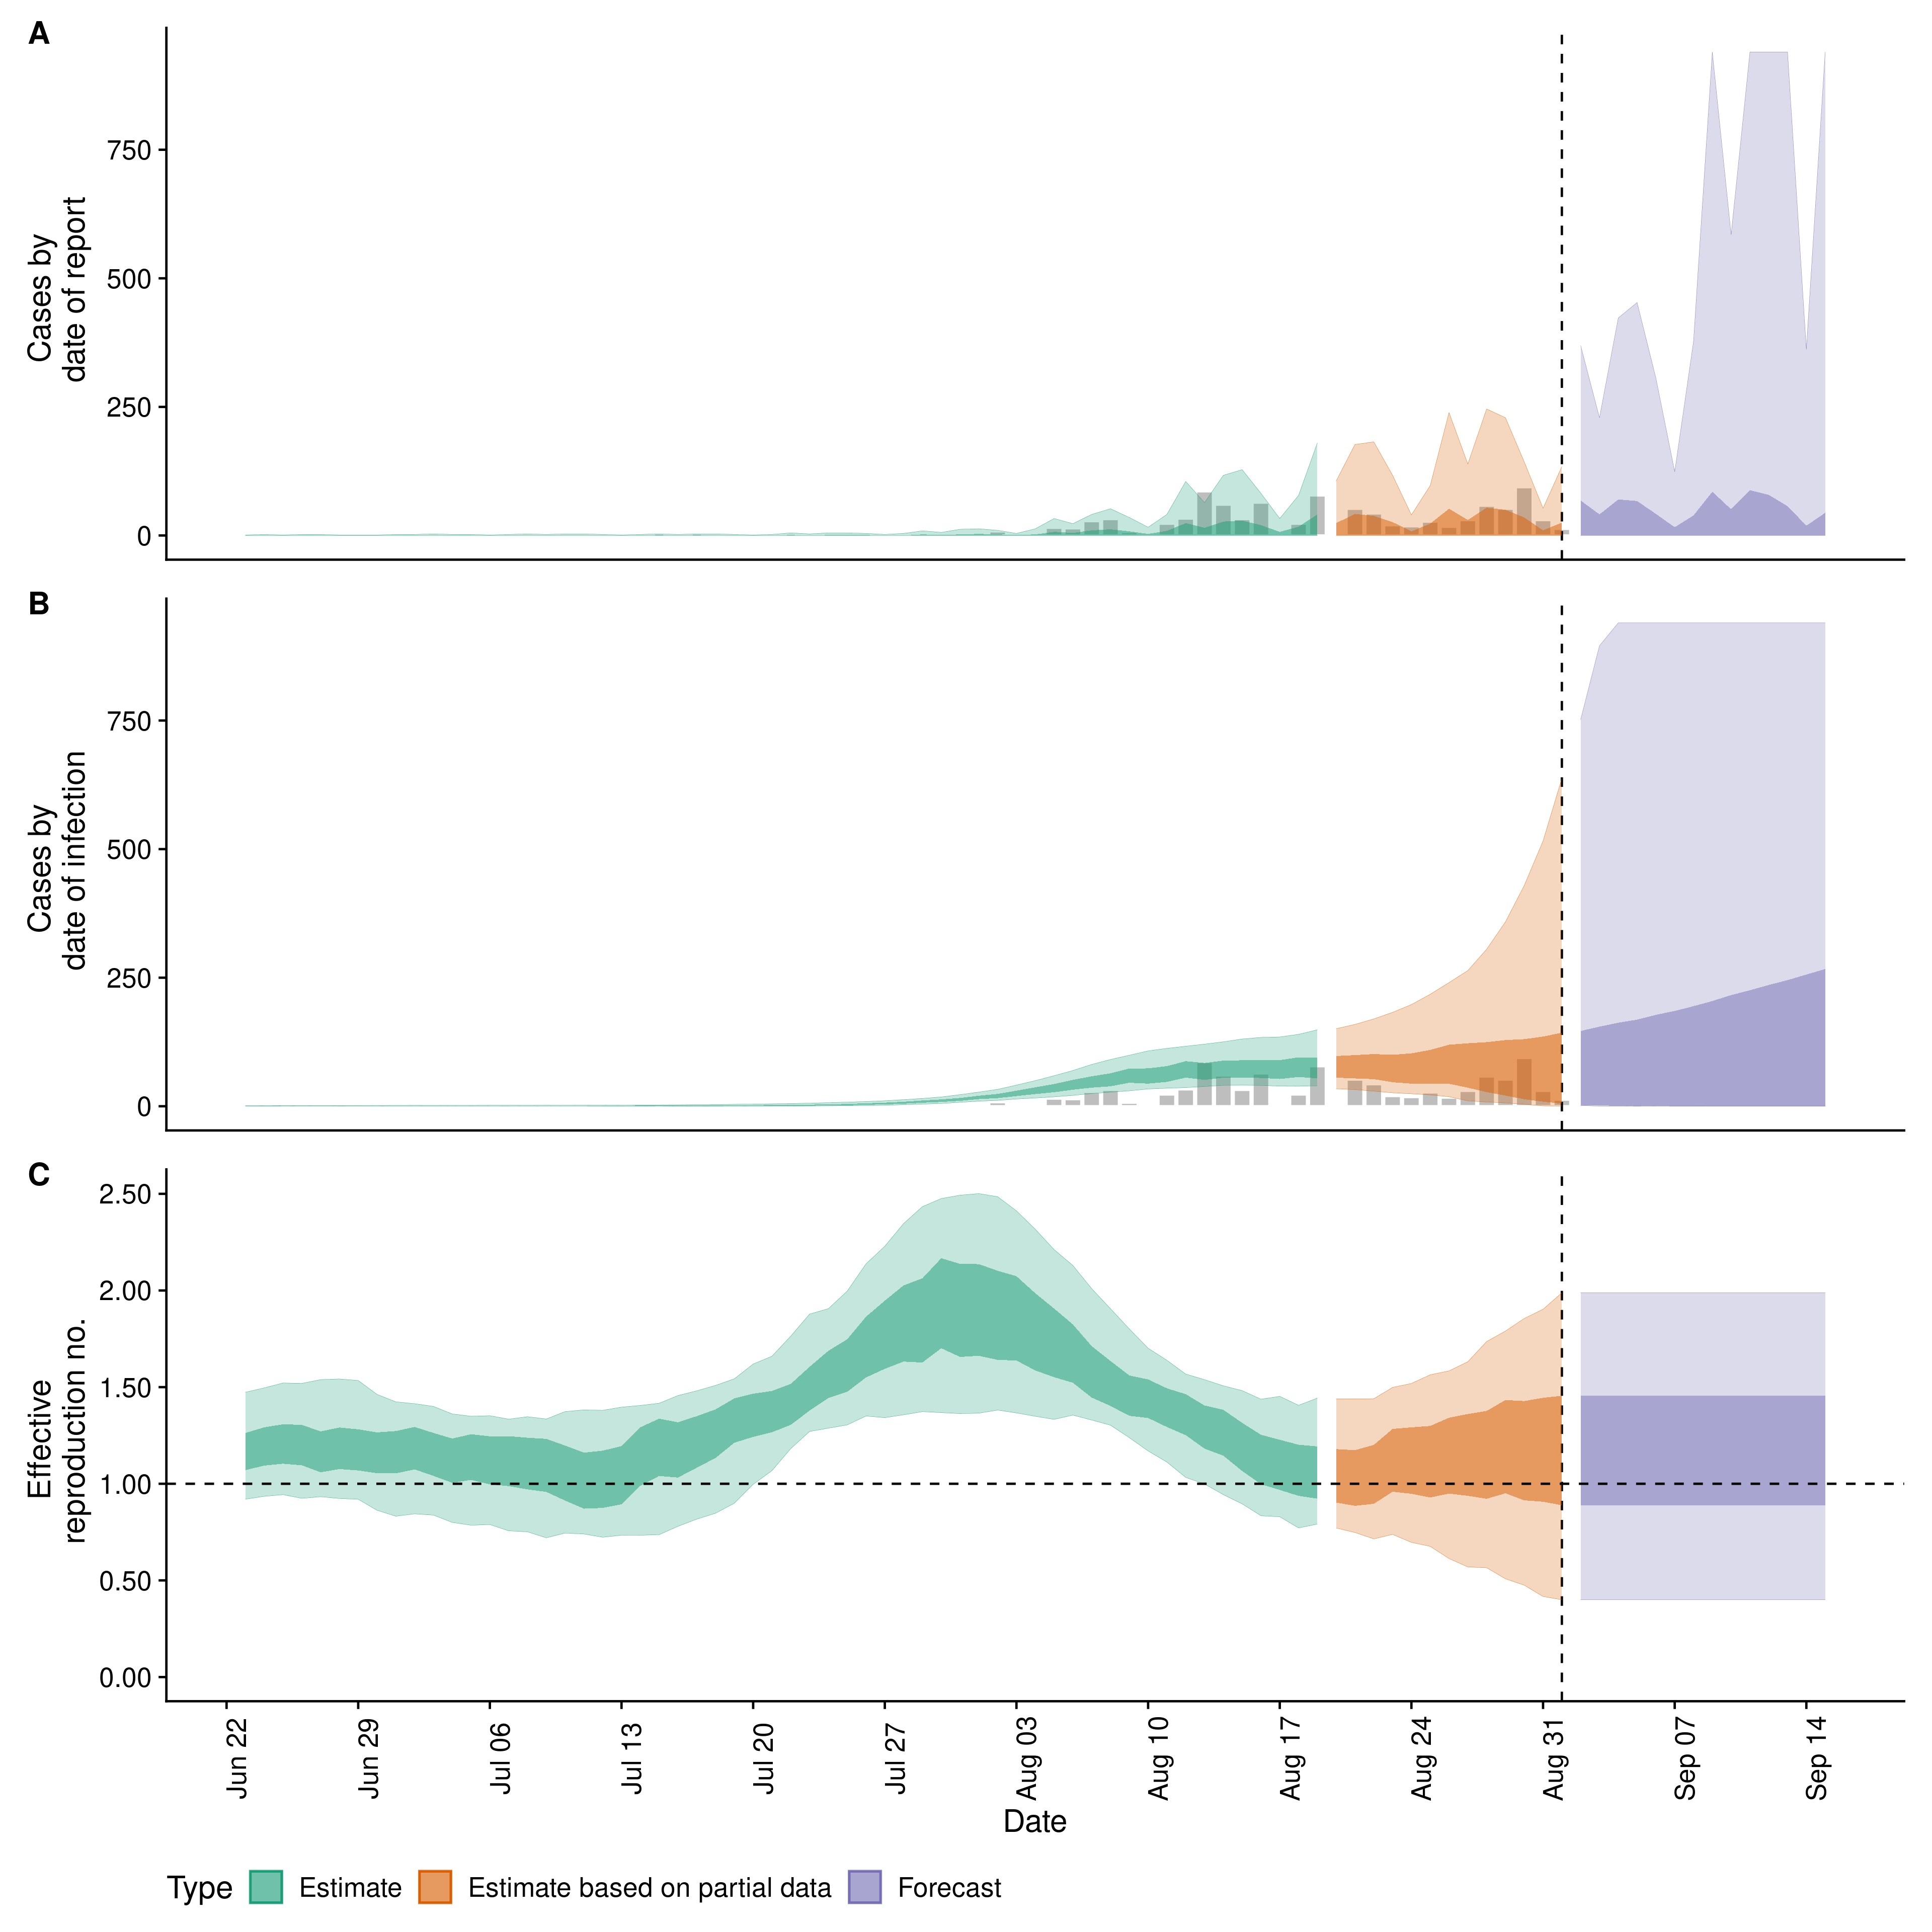 A
Cases by
date of report
750
500
250
0
B
Cases by
date of infection
750
500
250
0
C
Effective
reproduction no.
2.50
2.00
1.50
1.00
0.50
0.00
Jun 22
Jun 29
Jul 06
Jul 13
Jul 20
Jul 27
Aug 03
Aug 10
Aug 17
Aug 24
Aug 31
Sep 07
Sep 14
Date
Type Estimate Estimate based on partial data Forecast